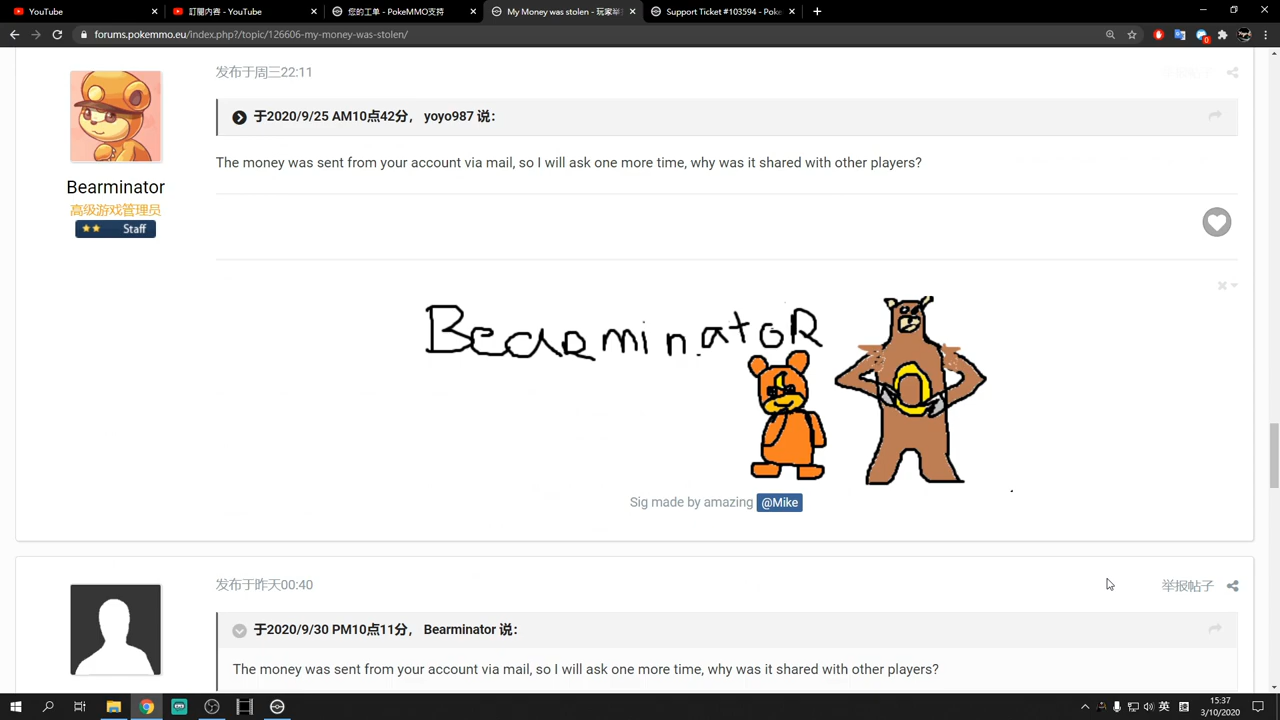 YouTube
訂閱內容 - YouTube
您的工单 - PokeMMO支持
My Money was stolen - 玩家举
Support Ticket #103594 - Poke
forums.pokemmo.eu/index.php?/topic/126606-my-money-was-stolen/
0
发布于周三22:11
举报帖子
于2020/9/25 AM10点42分， yoyo987 说：
The money was sent from your account via mail, so I will ask one more time, why was it shared with other players?
Bearminator
高级游戏管理员
Staff
BearminatoR
Sig made by amazing @Mike
发布于昨天00:40
举报帖子
于2020/9/30 PM10点11分， Bearminator 说：
The money was sent from your account via mail, so I will ask one more time, why was it shared with other players?
英
15:37
3/10/2020